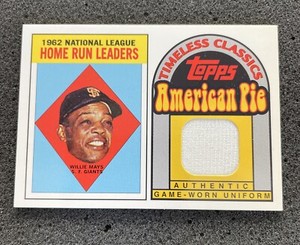 1962 NATIONAL LEAGUE
HOME RUN LEADERS
WILLIE MAYS
S. F. GIANTS
TIMELESS CLASSICS
Topps
American Pie
AUTHENTIC
GAME-WORN UNIFORM